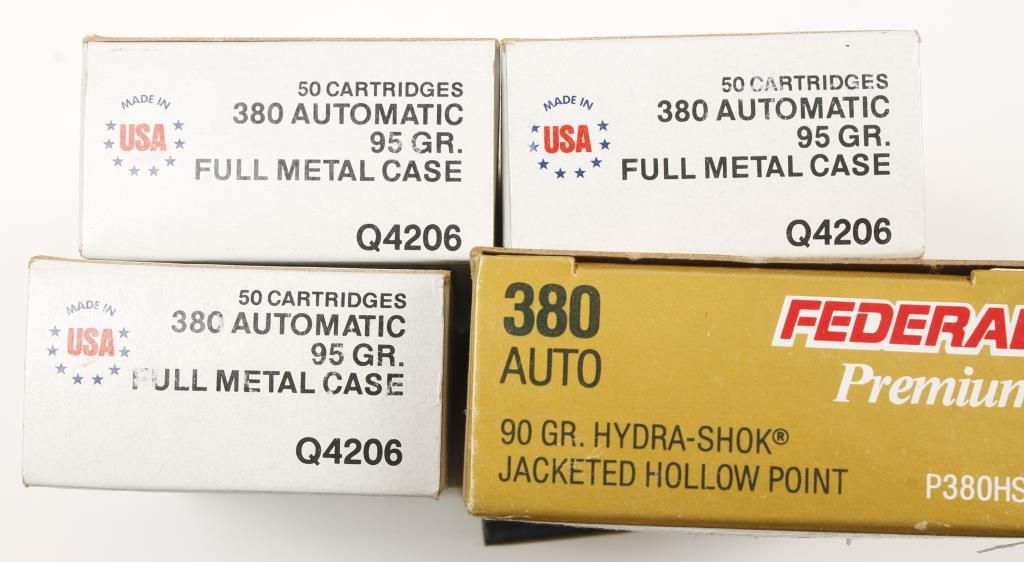 MADE IN
USA
50 CARTRIDGES
380 AUTOMATIC
95 GR.
FULL METAL CASE
Q4206
MADE IN
USA
50 CARTRIDGES
380 AUTOMATIC
95 GR.
FULL METAL CASE
Q4206
MADE IN
USA
50 CARTRIDGES
380 AUTOMATIC
95 GR.
FULL METAL CASE
Q4206
380
AUTO
FEDERAL
Premium
90 GR. HYDRA-SHOK®
JACKETED HOLLOW POINT
P380HS